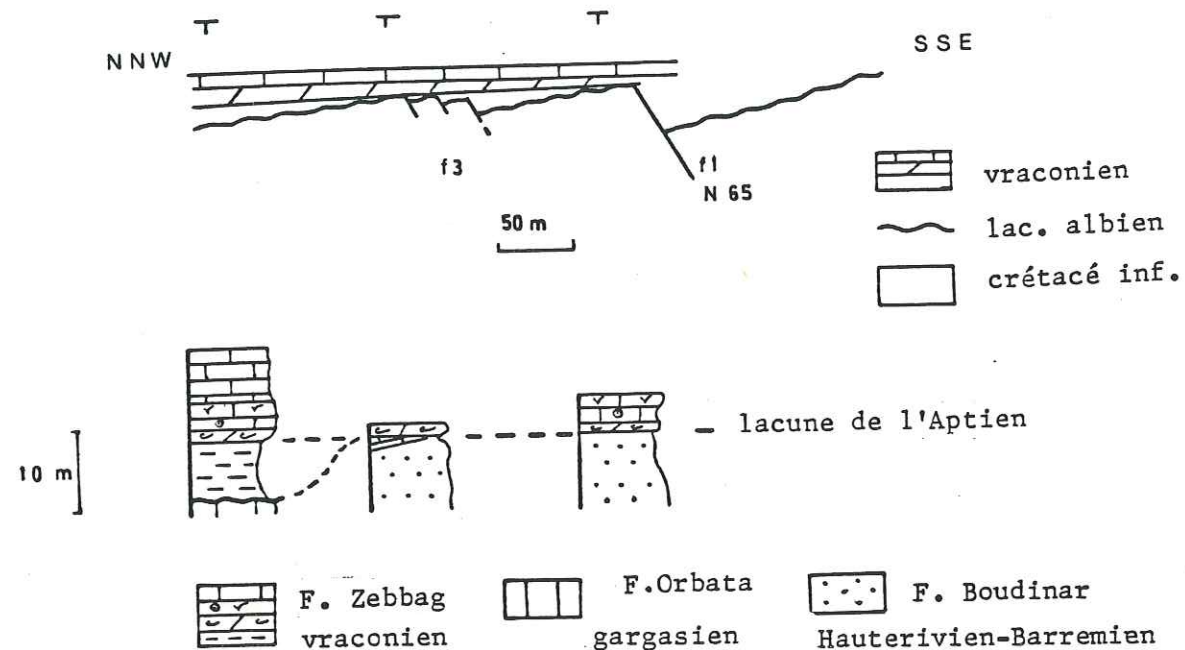 NNW
SSE
f3
f1
N 65
50 m
vraconien
lac. albien
crétacé inf.
10 m
lacune de l'Aptien
F. Zebbag
vraconien
F.Orbata
gargasien
F. Boudinar
Hauterivien-Barremien